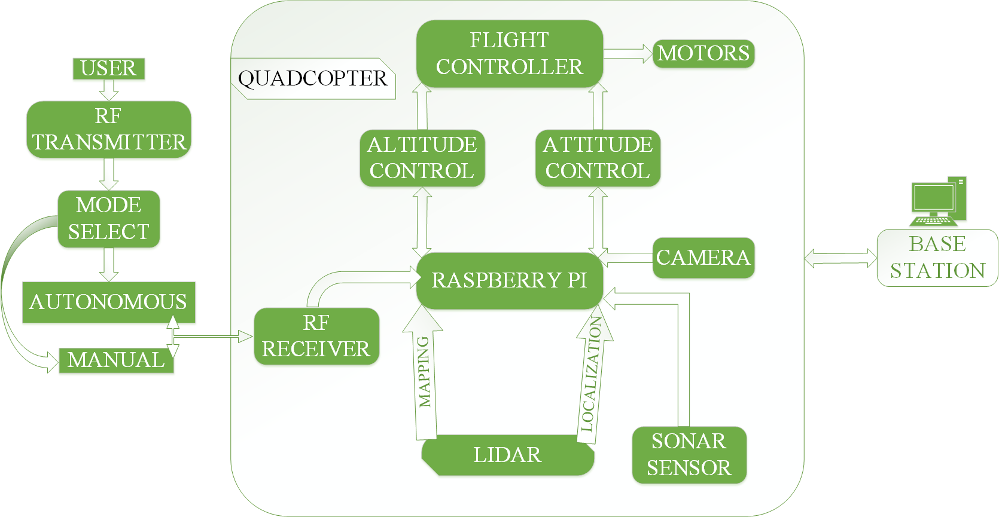 USER
RF
TRANSMITTER
MODE
SELECT
AUTONOMOUS
MANUAL
QUADCOPTER
FLIGHT
CONTROLLER
MOTORS
ALTITUDE
CONTROL
ATTITUDE
CONTROL
CAMERA
RASPBERRY PI
RF
RECEIVER
MAPPING
LOCALIZATION
LIDAR
SONAR
SENSOR
BASE
STATION